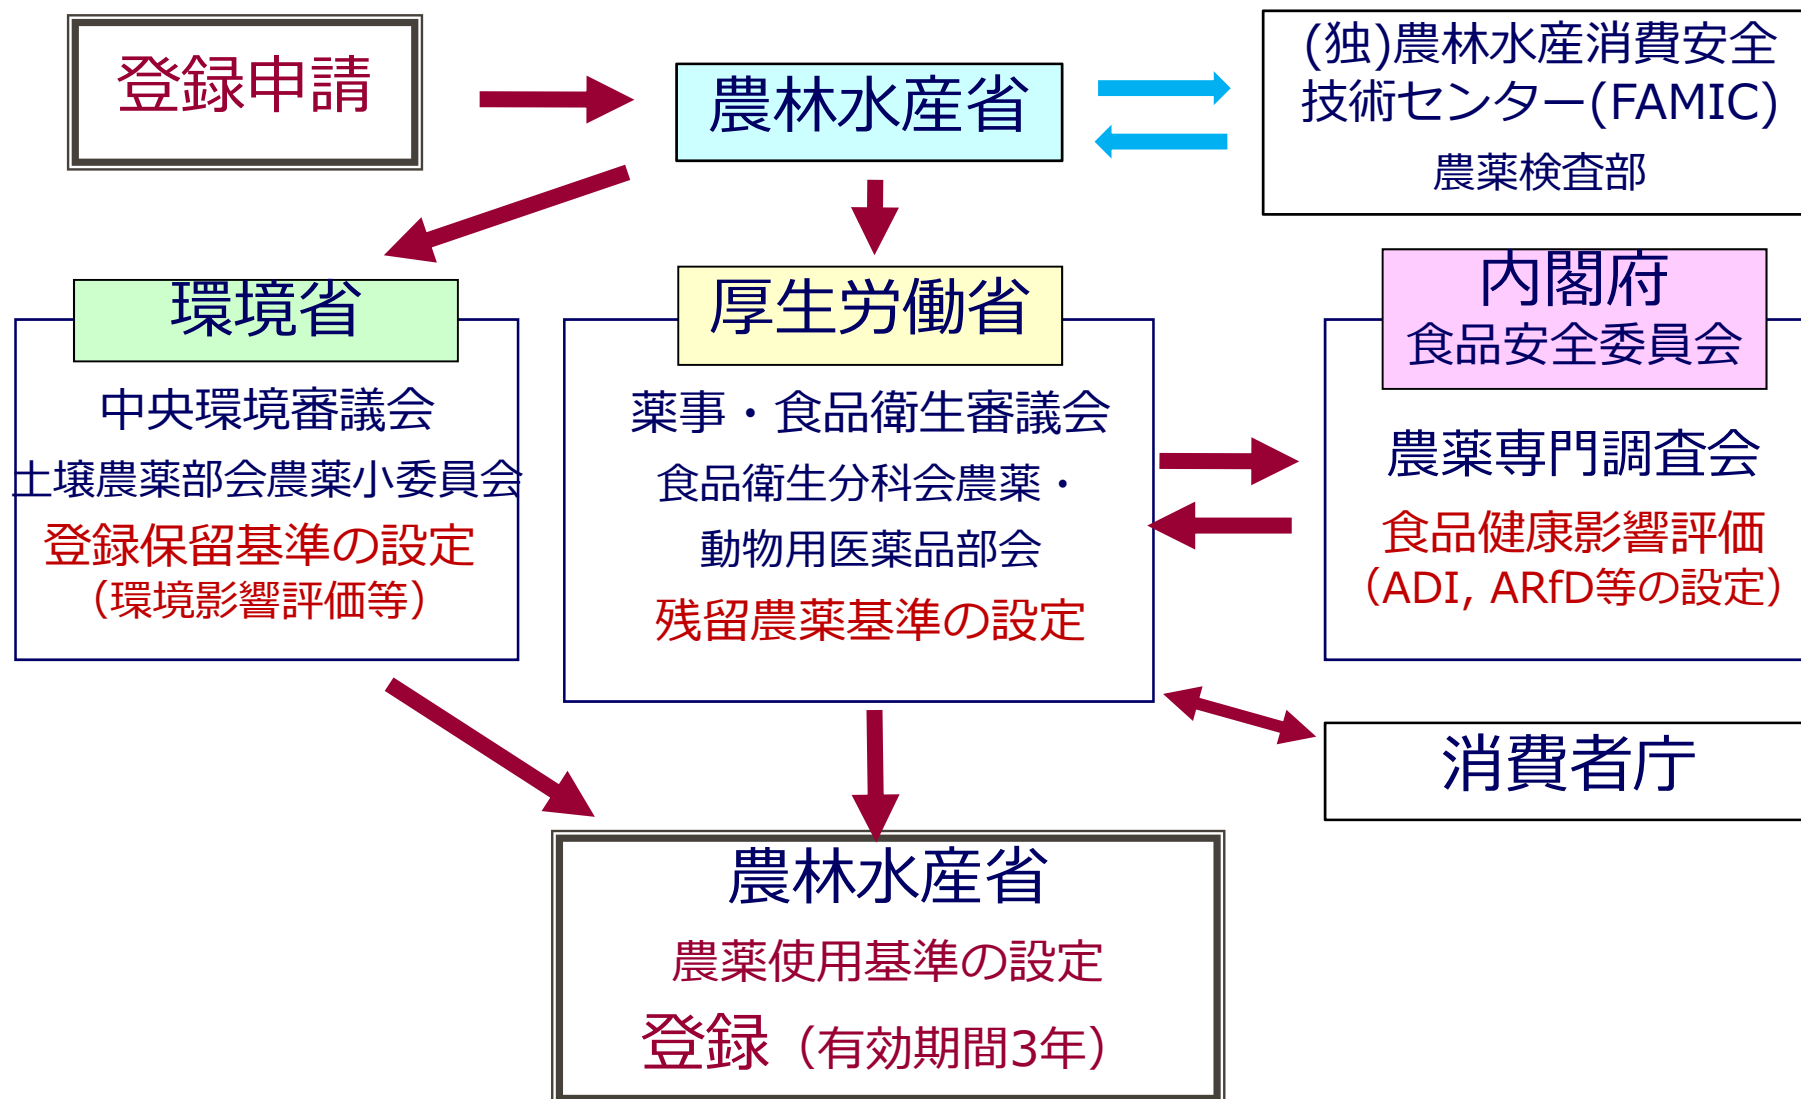 登録申請
農林水産省
(独)農林水産消費安全
技術センター(FAMIC)
農薬検査部
環境省
中央環境審議会
土壌農薬部会農薬小委員会
登録保留基準の設定
（環境影響評価等）
厚生労働省
薬事・食品衛生審議会
食品衛生分科会農薬・
動物用医薬品部会
残留農薬基準の設定
内閣府
食品安全委員会
農薬専門調査会
食品健康影響評価
（ADI, ARfD等の設定）
消費者庁
農林水産省
農薬使用基準の設定
登録（有効期間3年）